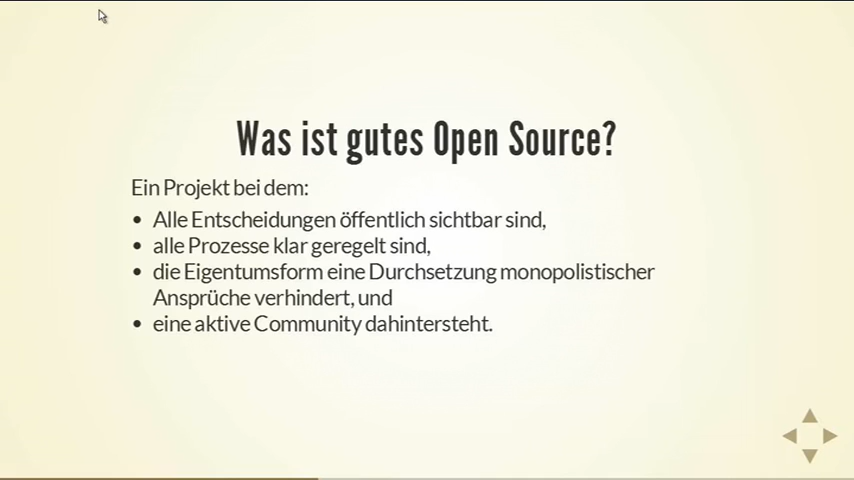 Was ist gutes Open Source?
Ein Projekt bei dem:
• Alle Entscheidungen öffentlich sichtbar sind,
• alle Prozesse klar geregelt sind,
• die Eigentumsform eine Durchsetzung monopolistischer
Ansprüche verhindert, und
• eine aktive Community dahintersteht.